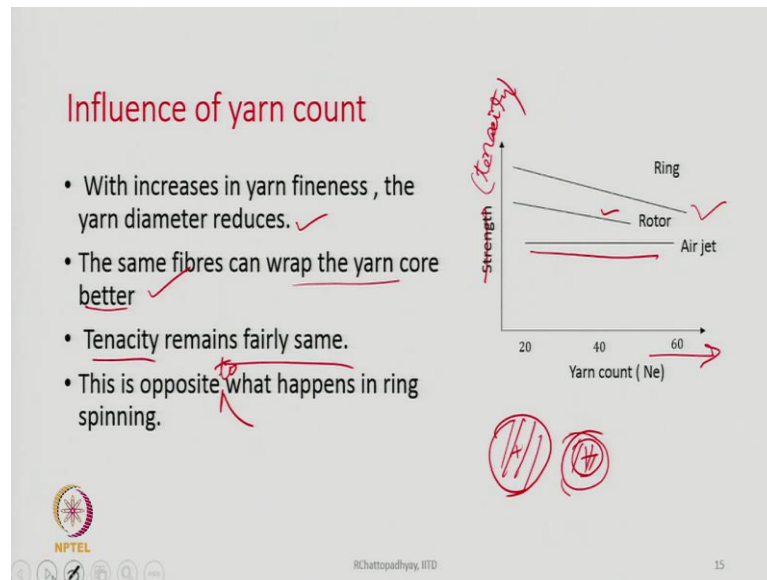 Influence of yarn count
• With increases in yarn fineness , the
yarn diameter reduces.
• The same fibres can wrap the yarn core
better
• Tenacity remains fairly same.
to
• This is opposite what happens in ring
spinning.
(tenacity)
Strength
Ring
Rotor
Air jet
20 40 60
Yarn count ( Ne)
A
NPTEL
RChattopadhyay, IITD
15